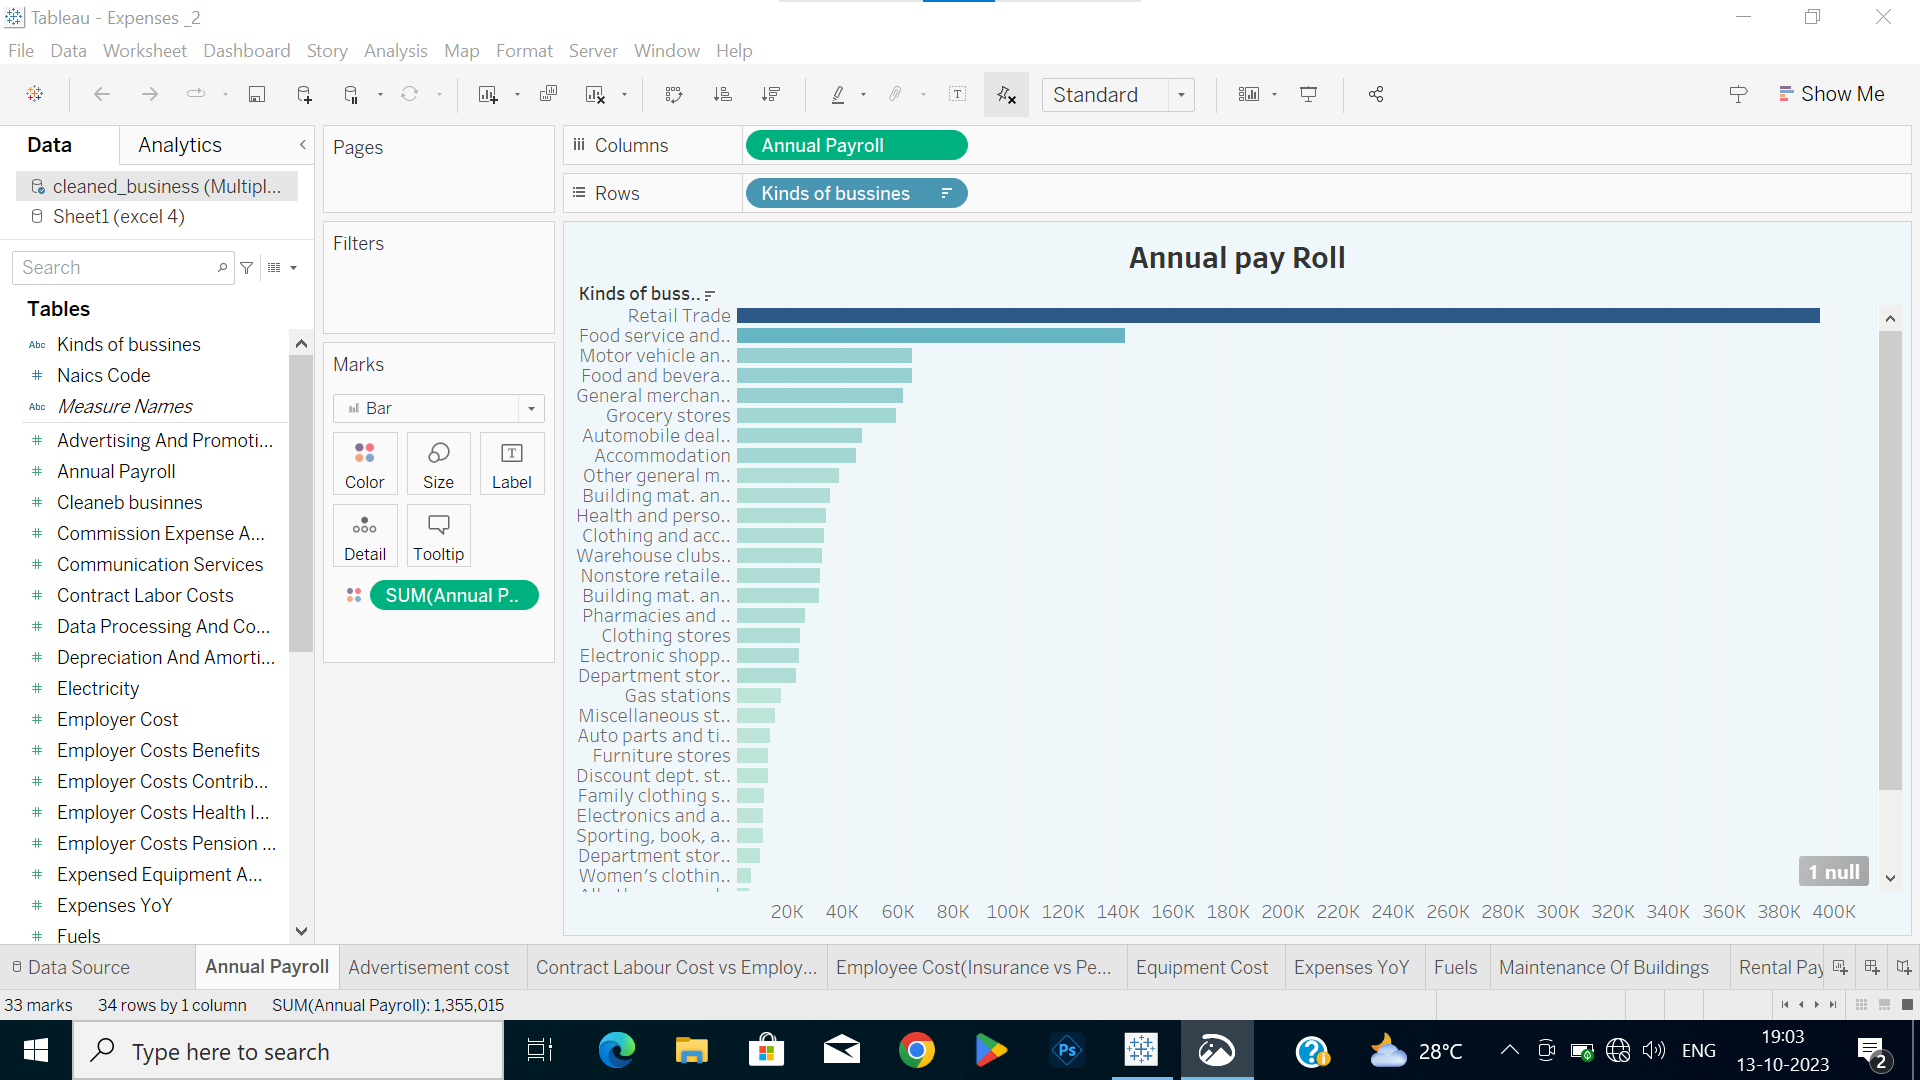 Tableau - Expenses _2
File Data Worksheet Dashboard Story Analysis Map Format Server Window Help
Standard
Show Me
Data
Analytics
cleaned_business (Multipl...
Sheet1 (excel 4)
Search
Tables
Abc Kinds of bussines
# Naics Code
Abc Measure Names
# Advertising And Promoti...
# Annual Payroll
# Cleaneb businnes
# Commission Expense A...
# Communication Services
# Contract Labor Costs
# Data Processing And Co...
# Depreciation And Amorti...
# Electricity
# Employer Cost
# Employer Costs Benefits
# Employer Costs Contrib...
# Employer Costs Health I...
# Employer Costs Pension ...
# Expensed Equipment A...
# Expenses YoY
# Fuels
Pages
Filters
Marks
Bar
Color
Size
Label
Detail
Tooltip
SUM(Annual P..
Columns
Annual Payroll
Rows
Kinds of bussines
Annual pay Roll
Kinds of buss..
Retail Trade
Food service and..
Motor vehicle an..
Food and bevera..
General merchan..
Grocery stores
Automobile deal..
Accommodation
Other general m..
Building mat. an..
Health and perso..
Clothing and acc..
Warehouse clubs..
Nonstore retaile..
Building mat. an..
Pharmacies and ..
Clothing stores
Electronic shopp..
Department stor..
Gas stations
Miscellaneous st..
Auto parts and ti..
Furniture stores
Discount dept. st..
Family clothing s..
Electronics and a..
Sporting, book, a..
Department stor..
Women's clothin..
1 null
20K 40K 60K 80K 100K 120K 140K 160K 180K 200K 220K 240K 260K 280K 300K 320K 340K 360K 380K 400K
Data Source
Annual Payroll
Advertisement cost
Contract Labour Cost vs Employ...
Employee Cost(Insurance vs Pe...
Equipment Cost
Expenses YoY
Fuels
Maintenance Of Buildings
Rental Pay
33 marks
34 rows by 1 column
SUM(Annual Payroll): 1,355,015
Type here to search
Ps
28°C
ENG
19:03
13-10-2023
2